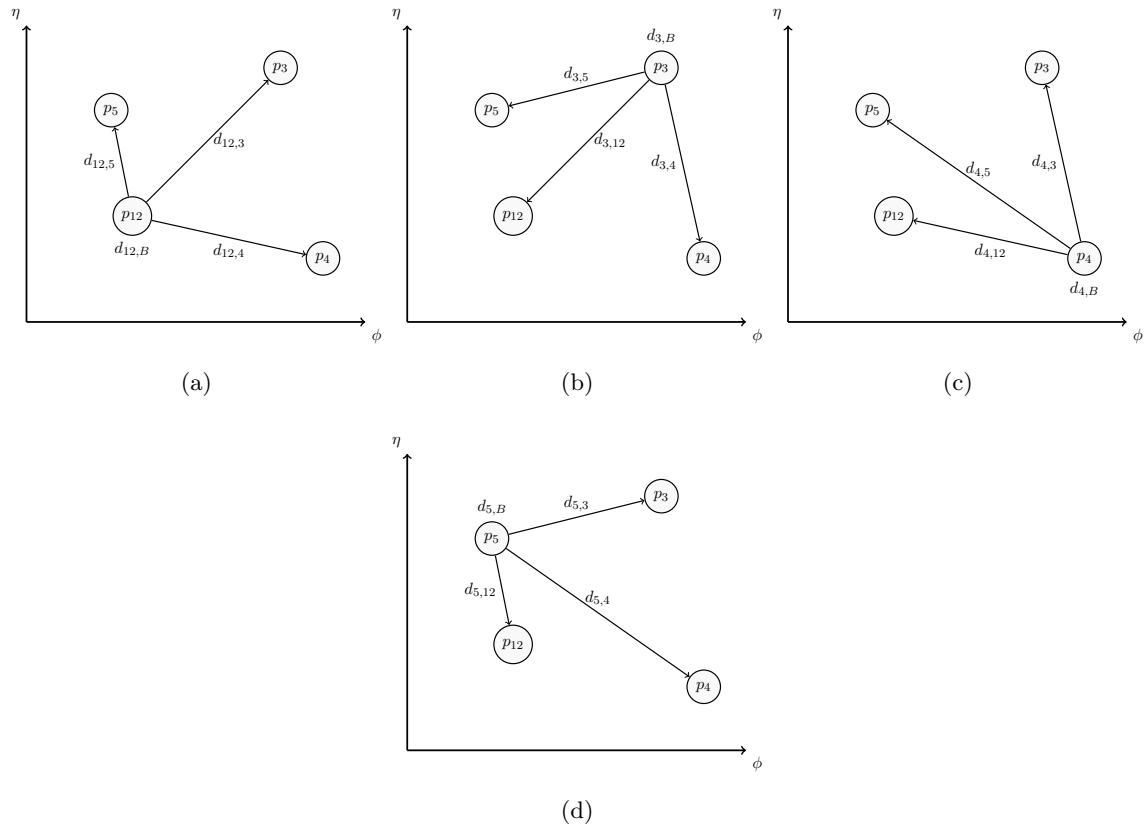 η
p₃
p₅
d₁₂,₃
d₁₂,₅
p₁₂
d₁₂,B
d₁₂,₄
p₄
ϕ
(a)
η
d₃,B
p₃
d₃,₅
p₅
d₃,₁₂
d₃,₄
p₁₂
p₄
ϕ
(b)
η
p₃
p₅
d₄,₃
d₄,₅
p₁₂
d₄,₁₂
p₄
d₄,B
ϕ
(c)
η
d₅,B
d₅,₃
p₃
p₅
d₅,₁₂
d₅,₄
p₁₂
p₄
ϕ
(d)